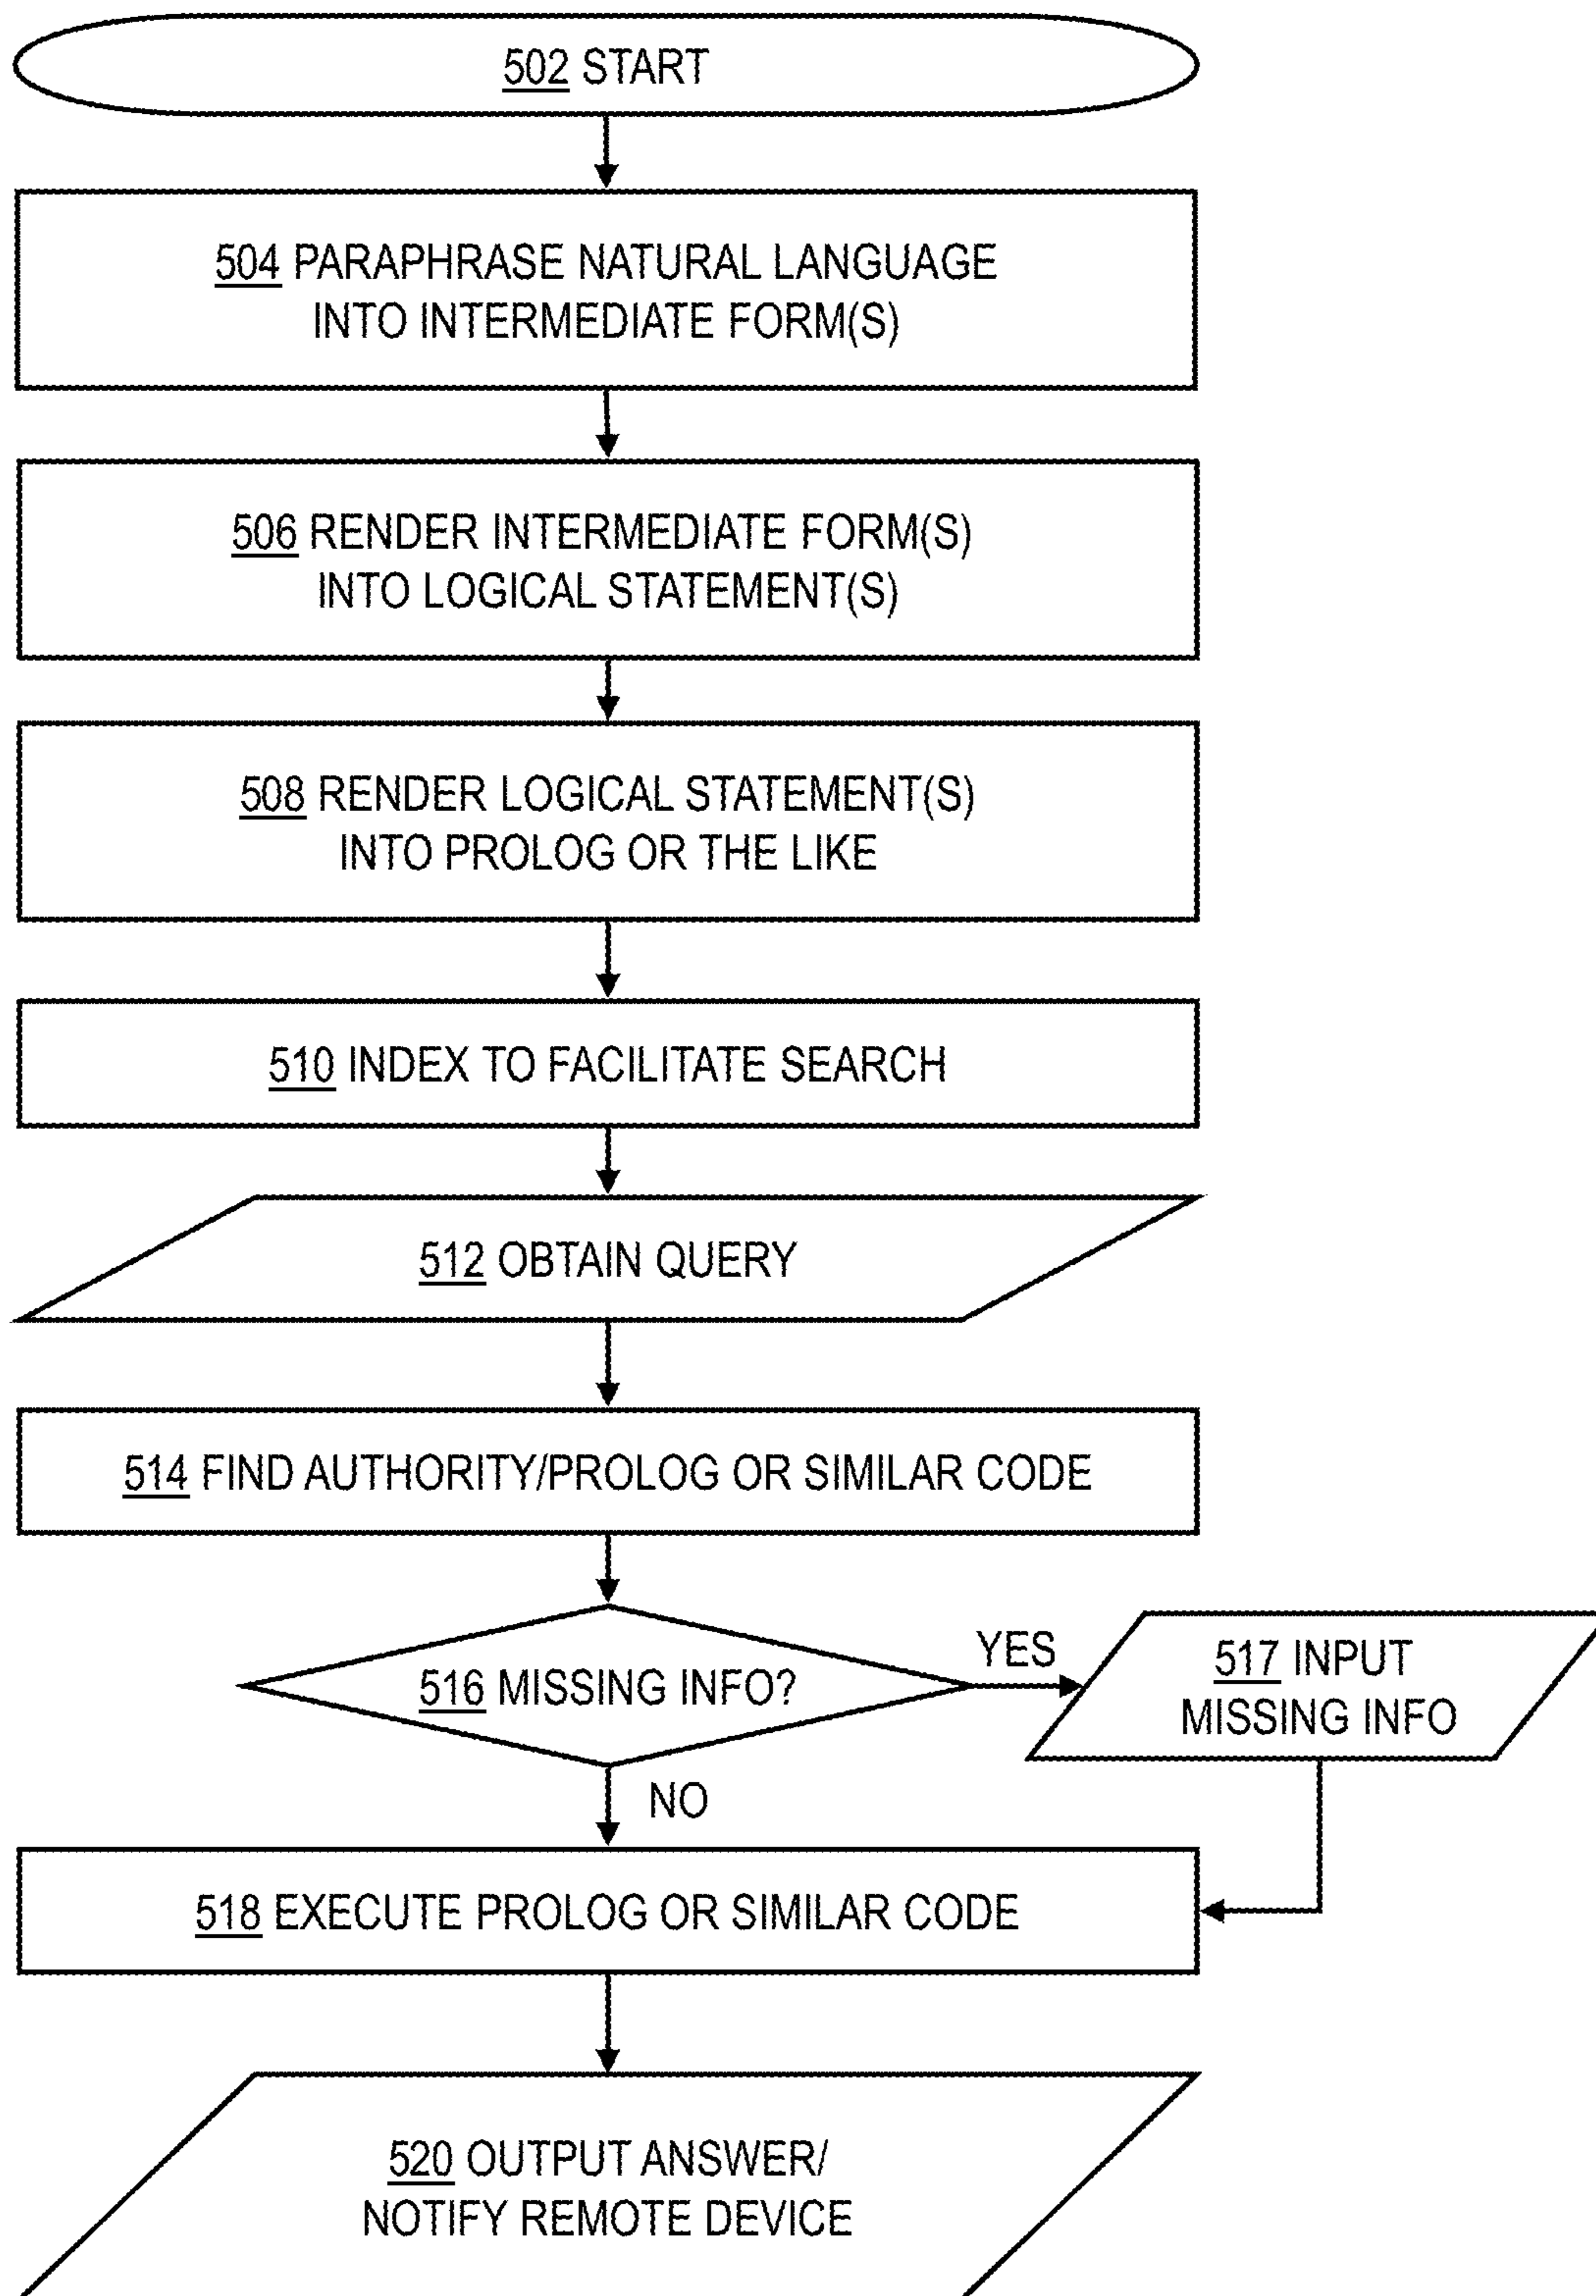 502 START
504 PARAPHRASE NATURAL LANGUAGE
INTO INTERMEDIATE FORM(S)
506 RENDER INTERMEDIATE FORM(S)
INTO LOGICAL STATEMENT(S)
508 RENDER LOGICAL STATEMENT(S)
INTO PROLOG OR THE LIKE
510 INDEX TO FACILITATE SEARCH
512 OBTAIN QUERY
514 FIND AUTHORITY/PROLOG OR SIMILAR CODE
516 MISSING INFO?
YES
517 INPUT
MISSING INFO
NO
518 EXECUTE PROLOG OR SIMILAR CODE
520 OUTPUT ANSWER/
NOTIFY REMOTE DEVICE